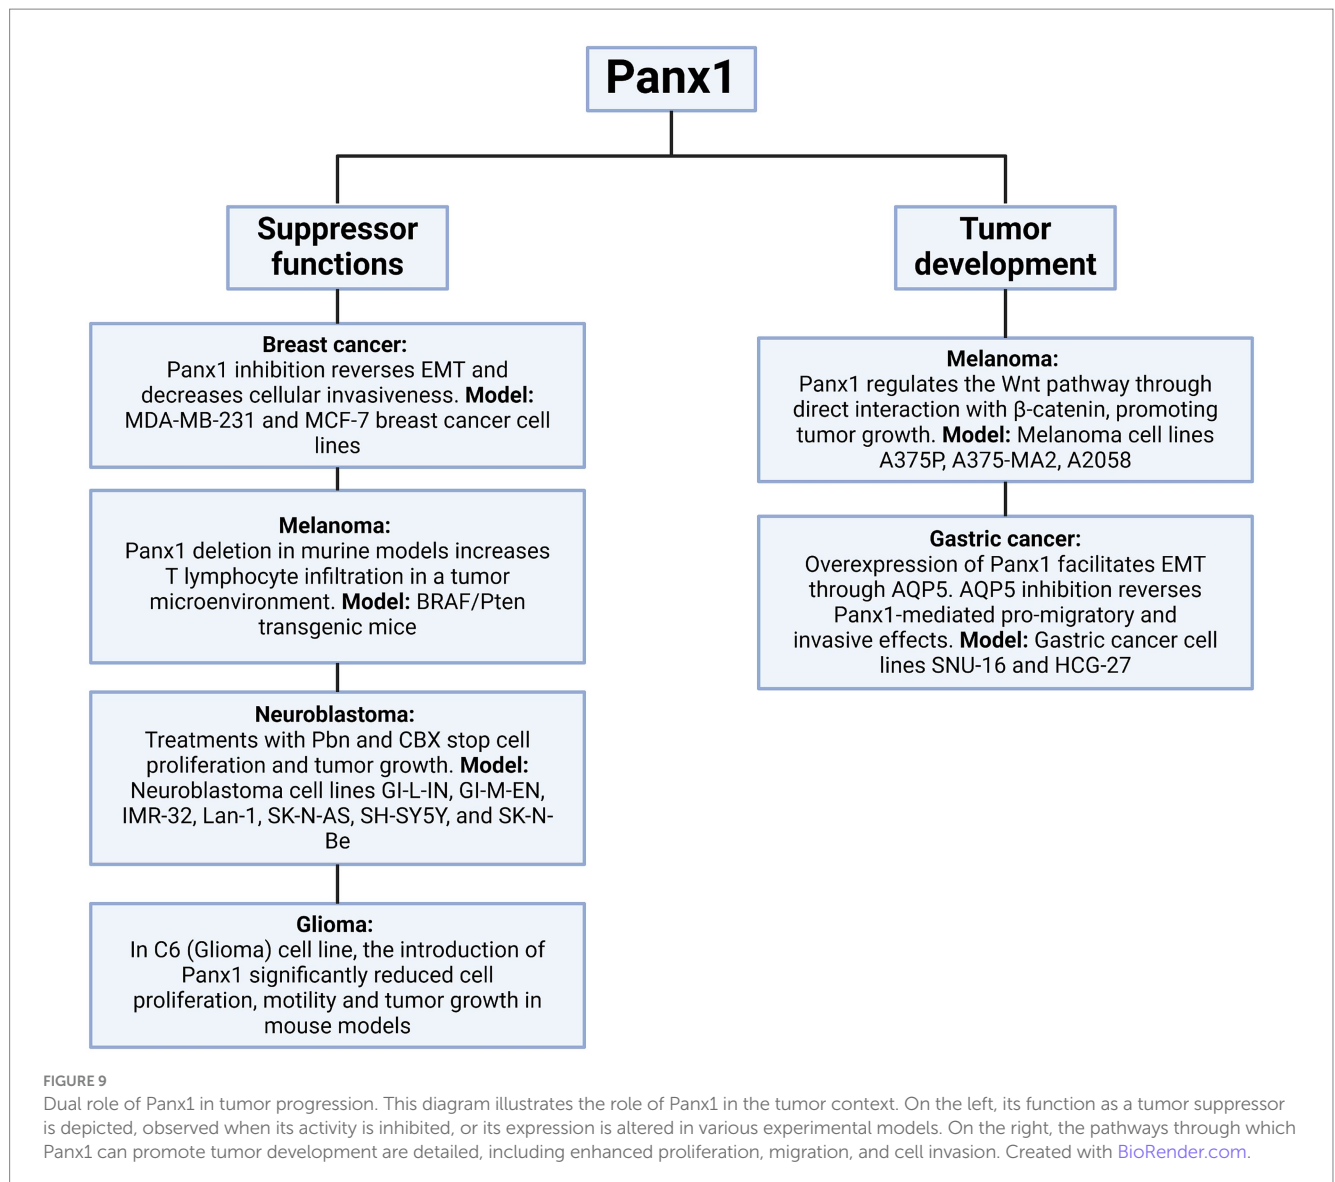 Panx1
Suppressor
functions
Breast cancer:
Panx1 inhibition reverses EMT and
decreases cellular invasiveness. Model:
MDA-MB-231 and MCF-7 breast cancer cell
lines
Melanoma:
Panx1 deletion in murine models increases
T lymphocyte infiltration in a tumor
microenvironment. Model: BRAF/Pten
transgenic mice
Neuroblastoma:
Treatments with Pbn and CBX stop cell
proliferation and tumor growth. Model:
Neuroblastoma cell lines GI-L-IN, GI-M-EN,
IMR-32, Lan-1, SK-N-AS, SH-SY5Y, and SK-N-
Be
Glioma:
In C6 (Glioma) cell line, the introduction of
Panx1 significantly reduced cell
proliferation, motility and tumor growth in
mouse models
Tumor
development
Melanoma:
Panx1 regulates the Wnt pathway through
direct interaction with β-catenin, promoting
tumor growth. Model: Melanoma cell lines
A375P, A375-MA2, A2058
Gastric cancer:
Overexpression of Panx1 facilitates EMT
through AQP5. AQP5 inhibition reverses
Panx1-mediated pro-migratory and
invasive effects. Model: Gastric cancer cell
lines SNU-16 and HCG-27
FIGURE 9
Dual role of Panx1 in tumor progression. This diagram illustrates the role of Panx1 in the tumor context. On the left, its function as a tumor suppressor
is depicted, observed when its activity is inhibited, or its expression is altered in various experimental models. On the right, the pathways through which
Panx1 can promote tumor development are detailed, including enhanced proliferation, migration, and cell invasion. Created with BioRender.com.